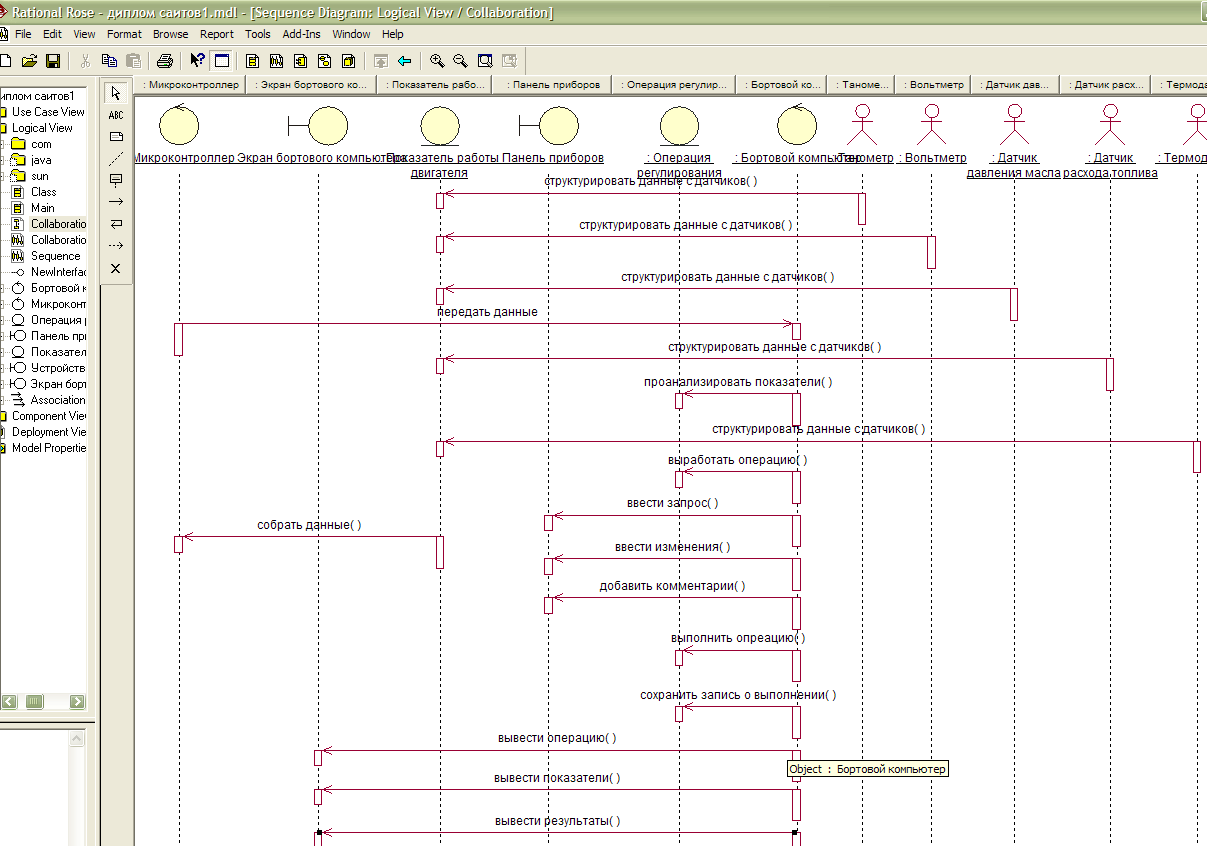 Rational Rose - диплом саитов1.mdl - [Sequence Diagram: Logical View / Collaboration]
File Edit View Format Browse Report Tools Add-Ins Window Help
: Микроконтроллер : Экран бортового ко... : Показатель рабо... : Панель приборов : Операция регулир... : Бортовой ко... : Таноме... : Вольтметр : Датчик дав... : Датчик расх... : Термода
иплом саитов1
Use Case View
Logical View
com
java
sun
Class
Main
Collaboratio
Collaboratio
Sequence
NewInterfac
Бортовой к
Микроконт
Операция р
Панель при
Показател
Устройств
Экран борт
Association
Component Vie
Deployment Vie
Model Propertie
ABC
Микроконтроллер Экран бортового компьютера Показатель работы Панель приборов : Операция : Бортовой компьютер Танометр : Вольтметр : Датчик : Датчик : Термод
двигателя регулирования давления масла расхода топлива
структурировать данные с датчиков( )
структурировать данные с датчиков( )
структурировать данные с датчиков( )
передать данные
структурировать данные с датчиков( )
проанализировать показатели( )
структурировать данные с датчиков( )
выработать операцию( )
ввести запрос( )
собрать данные( )
ввести изменения( )
добавить комментарии( )
выполнить опреацию( )
сохранить запись о выполнении( )
вывести операцию( )
Object : Бортовой компьютер
вывести показатели( )
вывести результаты( )